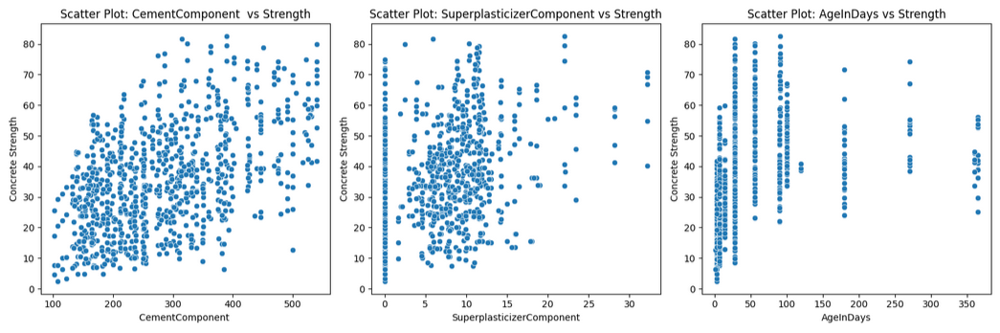 Scatter Plot: CementComponent  vs Strength
Concrete Strength
80
70
60
50
40
30
20
10
0
100 200 300 400 500
CementComponent
Scatter Plot: SuperplasticizerComponent vs Strength
Concrete Strength
80
70
60
50
40
30
20
10
0
0 5 10 15 20 25 30
SuperplasticizerComponent
Scatter Plot: AgeInDays vs Strength
Concrete Strength
80
70
60
50
40
30
20
10
0
0 50 100 150 200 250 300 350
AgeInDays